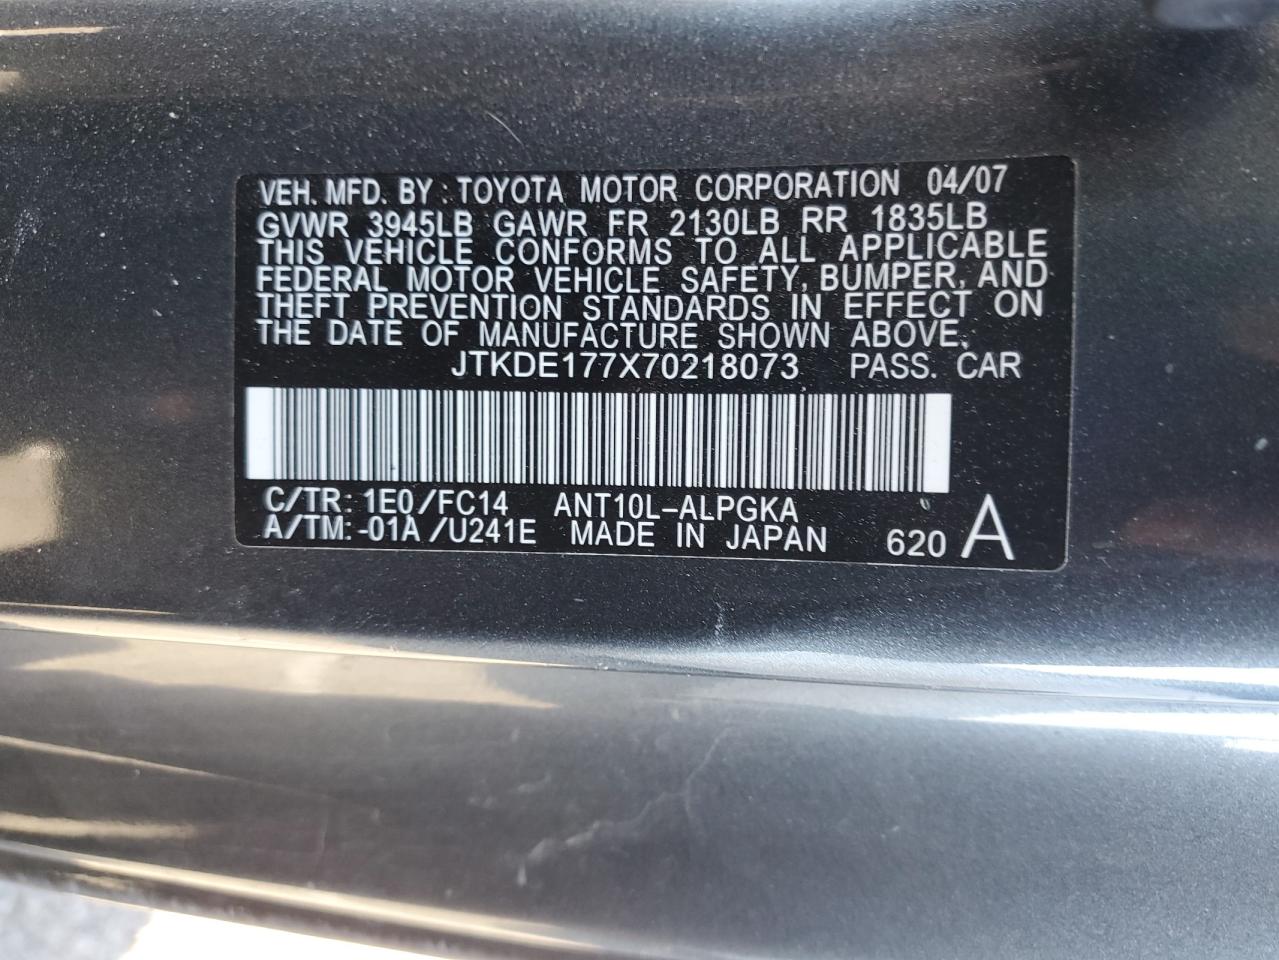 VEH. MFD. BY : TOYOTA MOTOR CORPORATION 04/07
GVWR 3945LB GAWR FR 2130LB RR 1835LB
THIS VEHICLE CONFORMS TO ALL APPLICABLE
FEDERAL MOTOR VEHICLE SAFETY, BUMPER, AND
THEFT PREVENTION STANDARDS IN EFFECT ON
THE DATE OF MANUFACTURE SHOWN ABOVE.
JTKDE177X70218073 PASS. CAR
C/TR: 1E0 /FC14 ANT10L-ALPGKA
A/TM: -01A /U241E MADE IN JAPAN 620 A